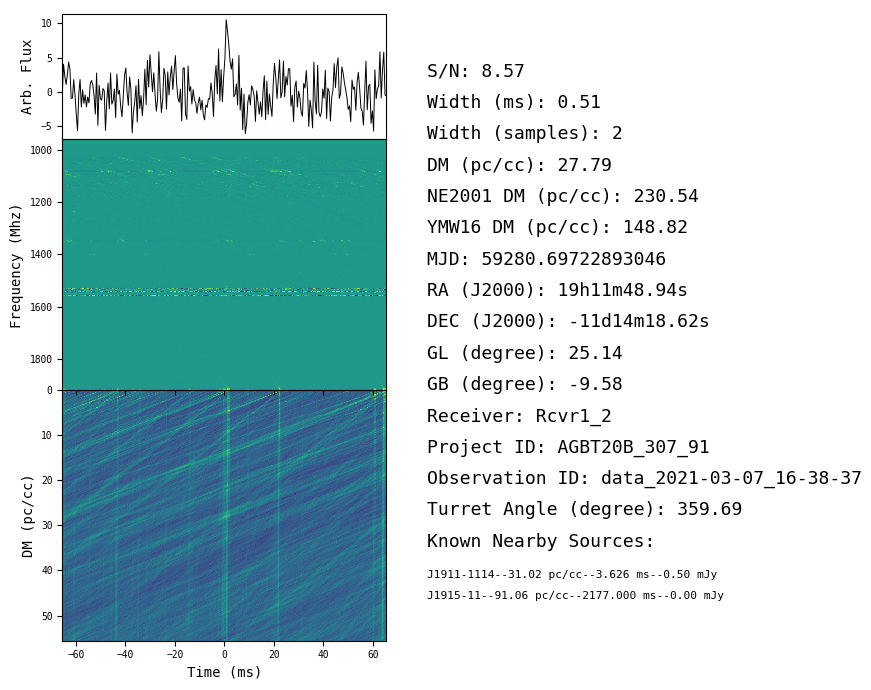 10
5
0
−5
Arb. Flux
1000
1200
1400
1600
1800
Frequency (Mhz)
0
10
20
30
40
50
DM (pc/cc)
−60 −40 −20 0 20 40 60
Time (ms)
S/N: 8.57
Width (ms): 0.51
Width (samples): 2
DM (pc/cc): 27.79
NE2001 DM (pc/cc): 230.54
YMW16 DM (pc/cc): 148.82
MJD: 59280.69722893046
RA (J2000): 19h11m48.94s
DEC (J2000): -11d14m18.62s
GL (degree): 25.14
GB (degree): -9.58
Receiver: Rcvr1_2
Project ID: AGBT20B_307_91
Observation ID: data_2021-03-07_16-38-37
Turret Angle (degree): 359.69
Known Nearby Sources:
J1911-1114--31.02 pc/cc--3.626 ms--0.50 mJy
J1915-11--91.06 pc/cc--2177.000 ms--0.00 mJy